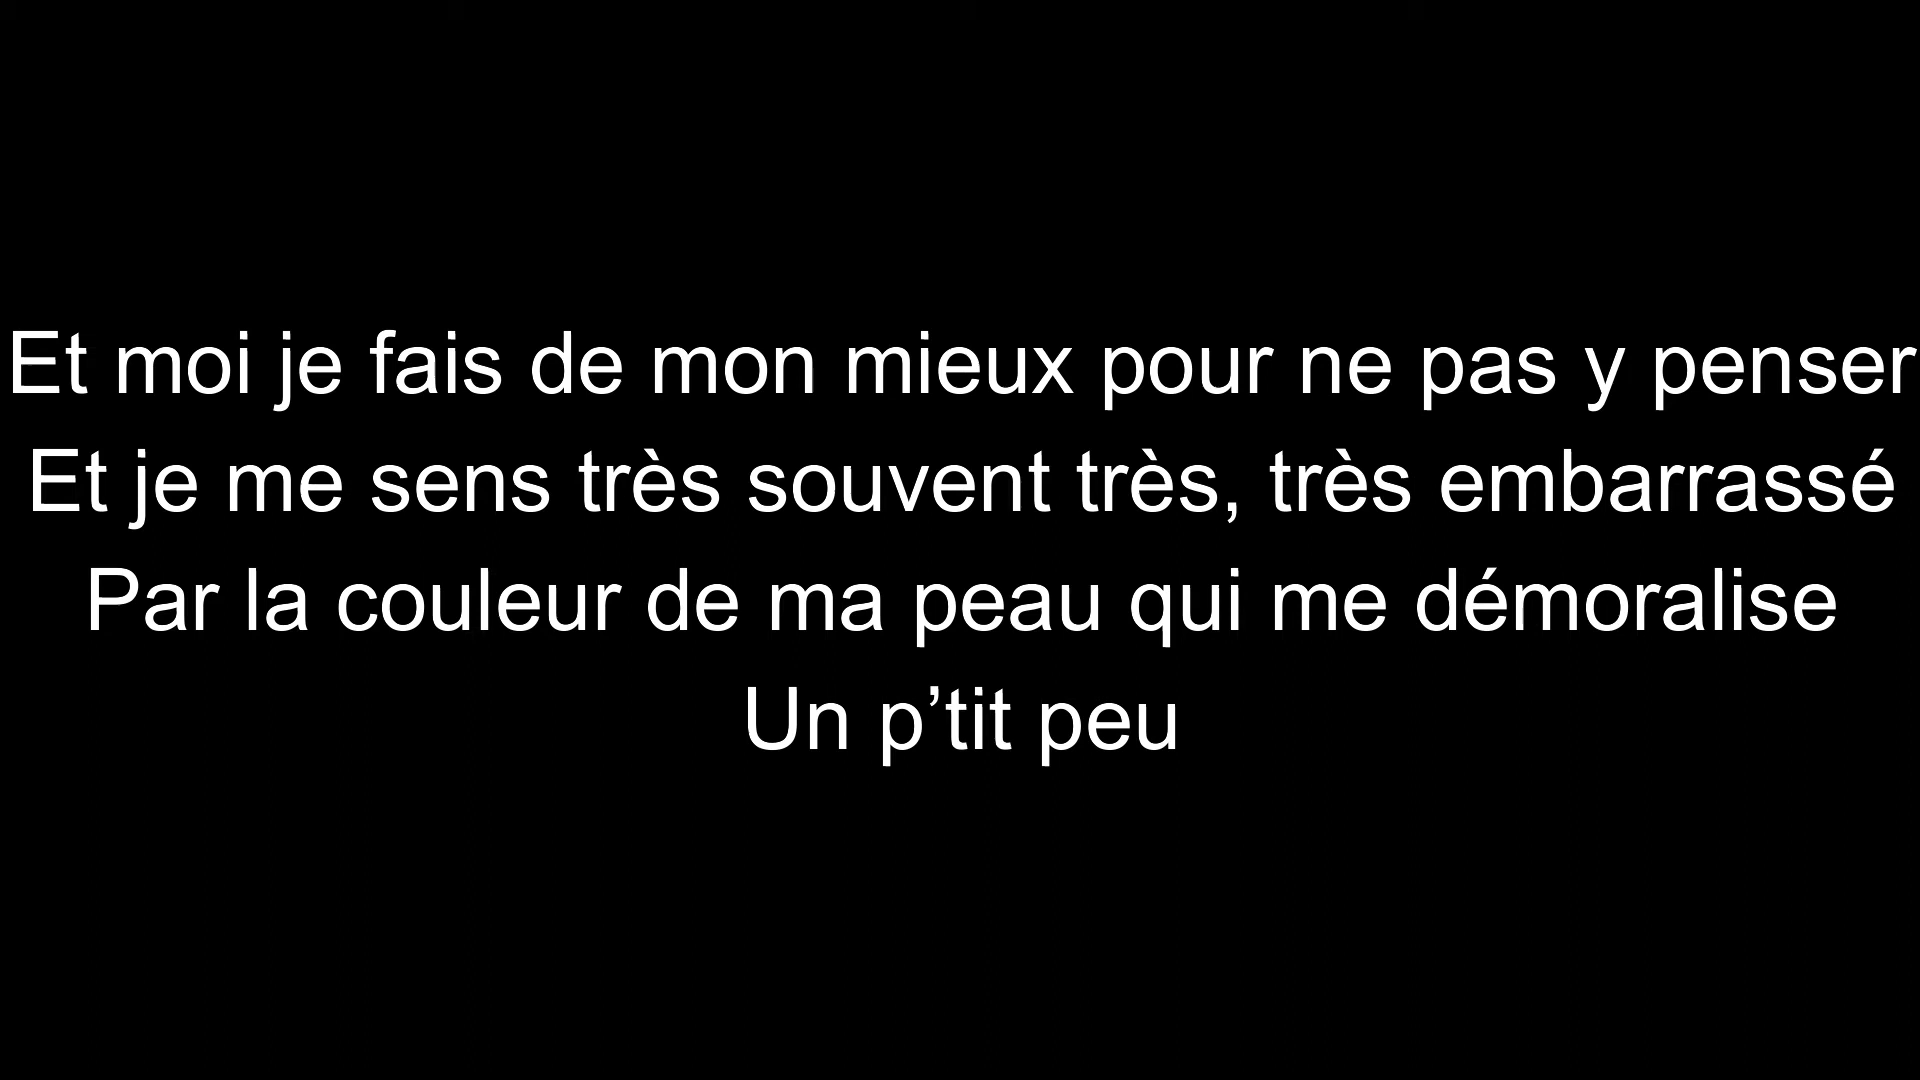 Et moi je fais de mon mieux pour ne pas y penser
Et je me sens très souvent très, très embarrassé
Par la couleur de ma peau qui me démoralise
Un p’tit peu